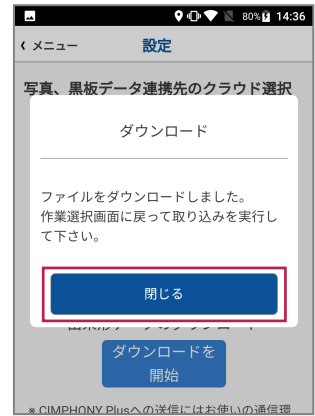 80% 14:36
メニュー 設定
写真、黒板データ連携先のクラウド選択
ダウンロード
ファイルをダウンロードしました。
作業選択画面に戻って取り込みを実行し
て下さい。
閉じる
ダウンロードを
開始
※ CIMPHONY Plusへの送信にはお使いの通信環